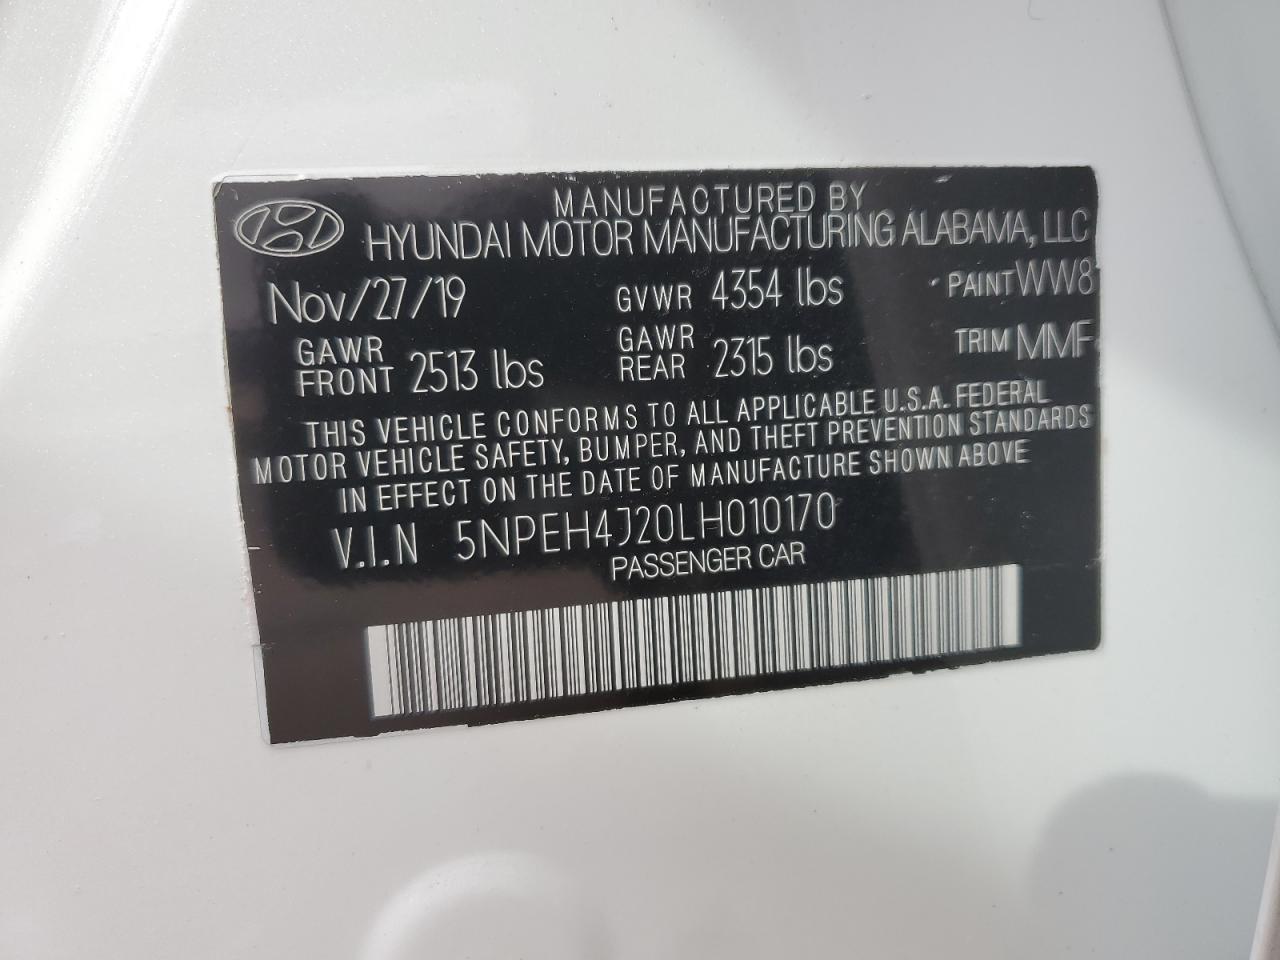 MANUFACTURED BY
HYUNDAI MOTOR MANUFACTURING ALABAMA, LLC
Nov/27/19 GVWR 4354 lbs PAINT WW8
GAWR FRONT 2513 lbs GAWR REAR 2315 lbs TRIM MMF
THIS VEHICLE CONFORMS TO ALL APPLICABLE U.S.A. FEDERAL
MOTOR VEHICLE SAFETY, BUMPER, AND THEFT PREVENTION STANDARDS
IN EFFECT ON THE DATE OF MANUFACTURE SHOWN ABOVE
V.I.N 5NPEH4J20LH010170
PASSENGER CAR